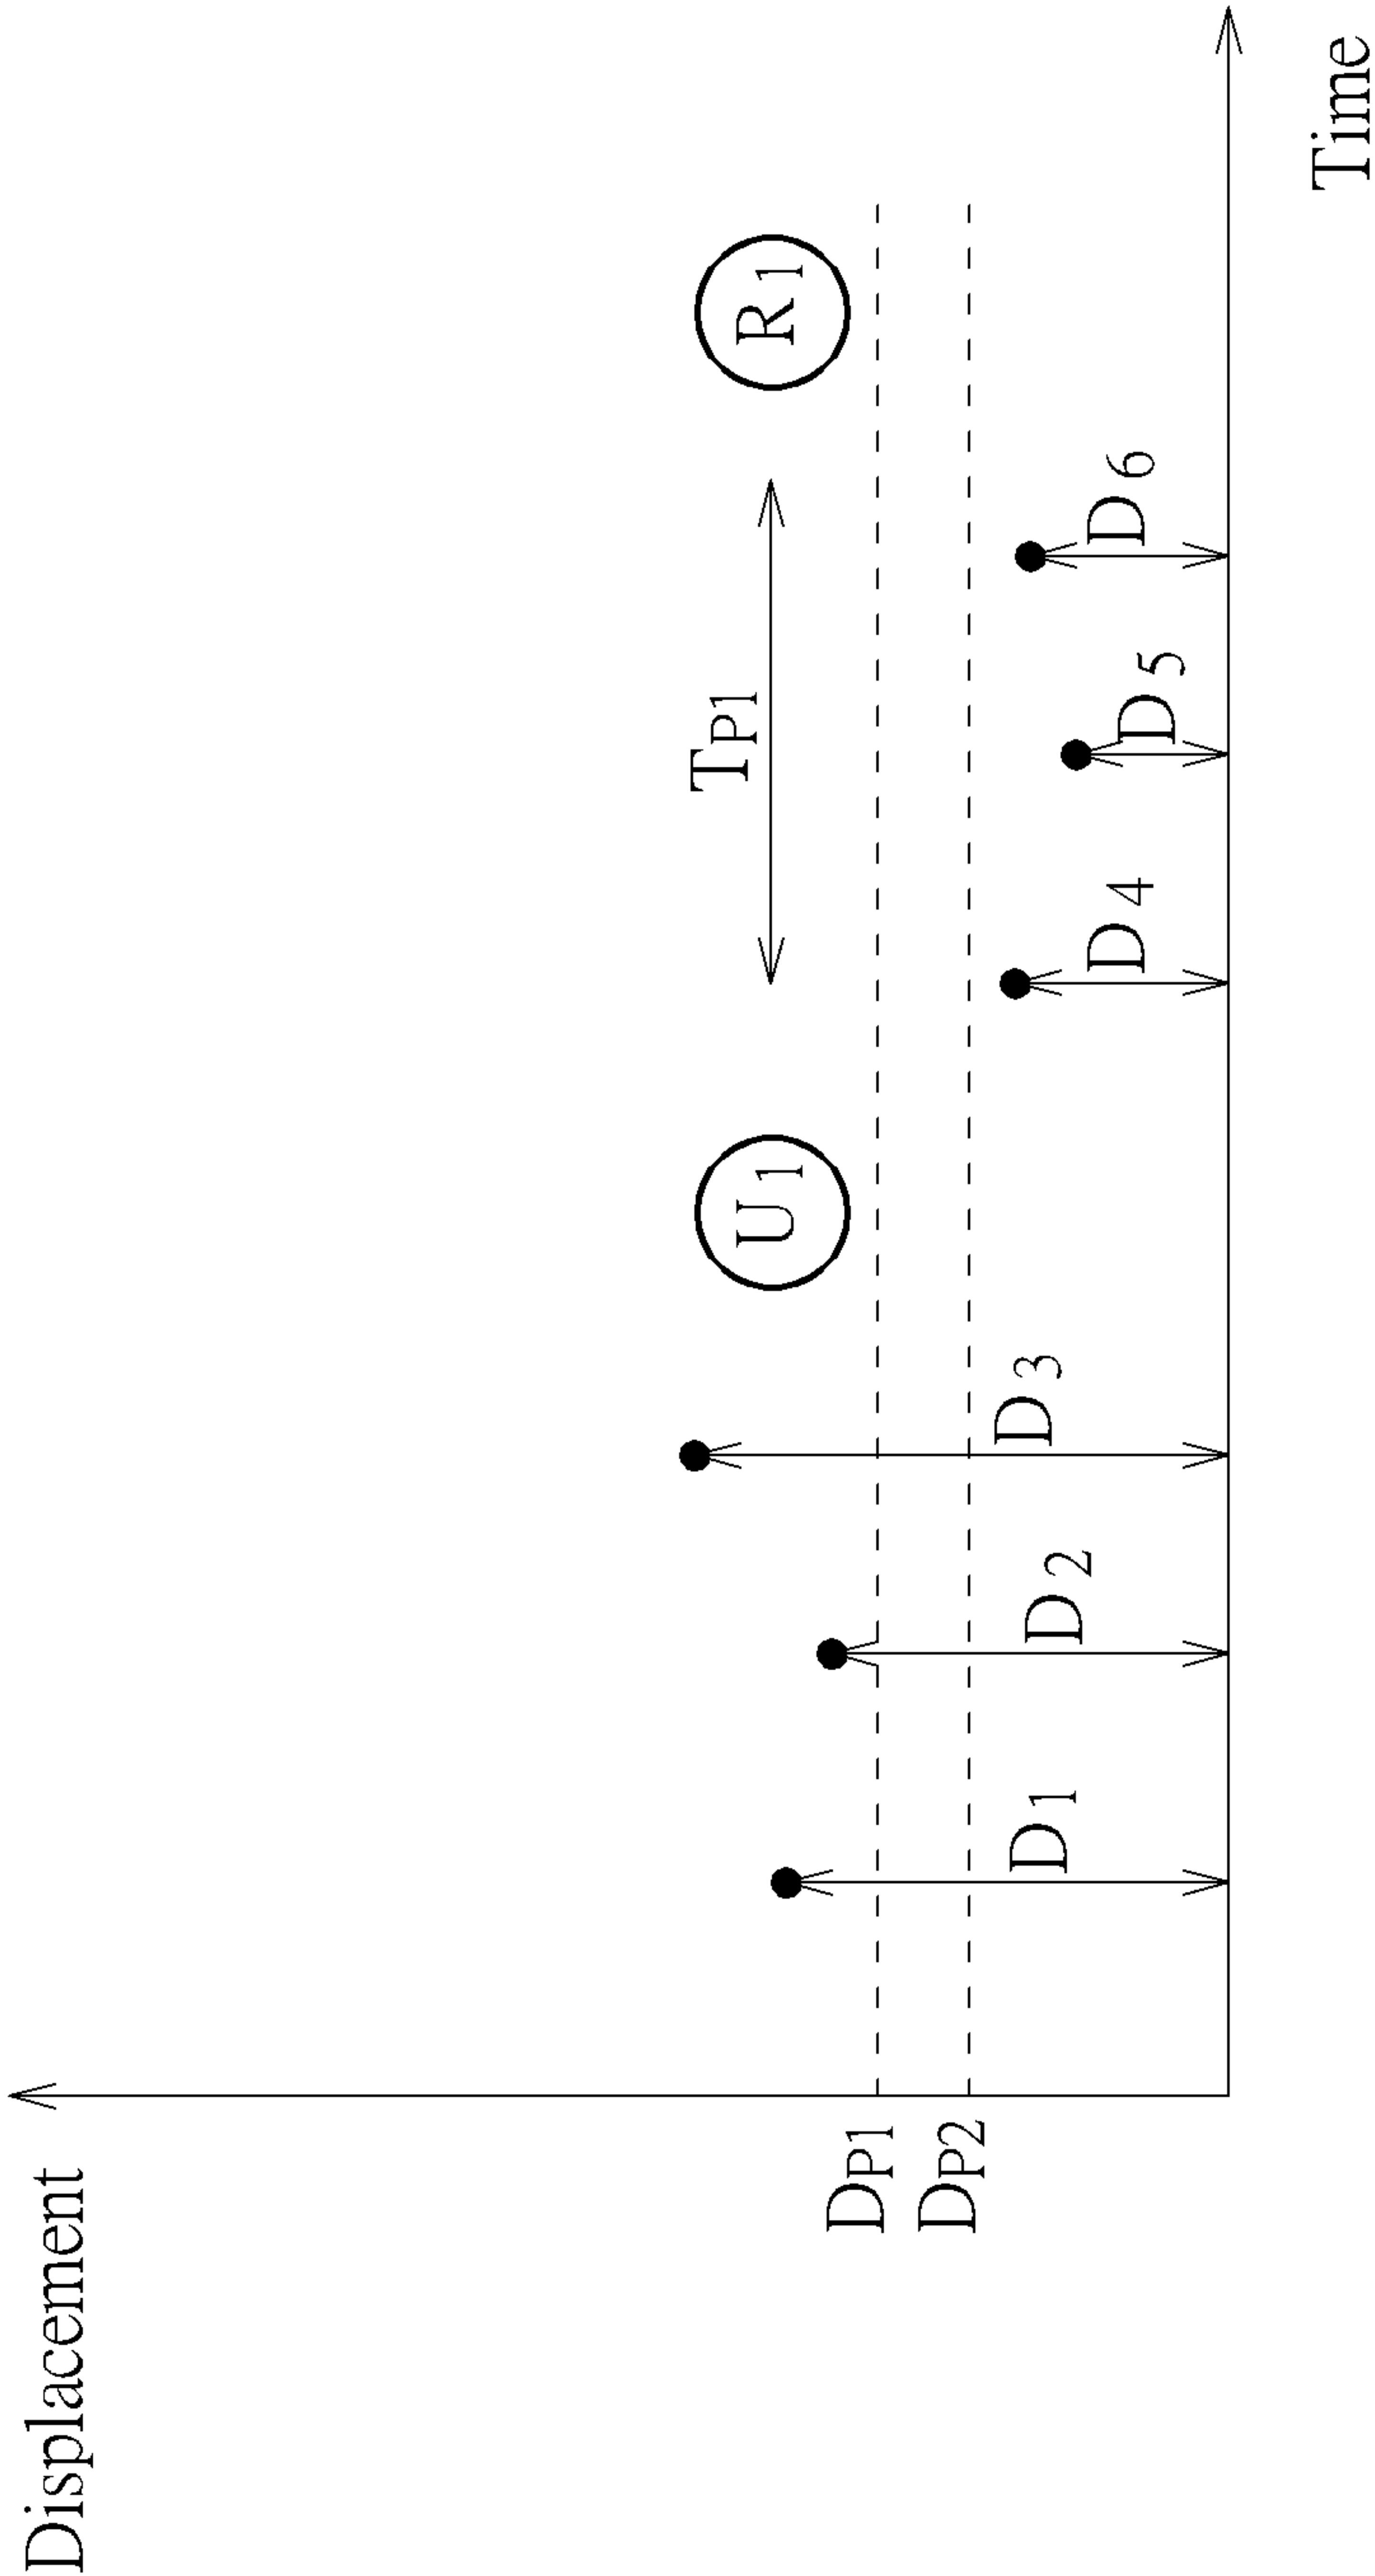 Displacement
DP1
DP2
D1
D2
D3
U1
TP1
D4
D5
D6
R1
Time